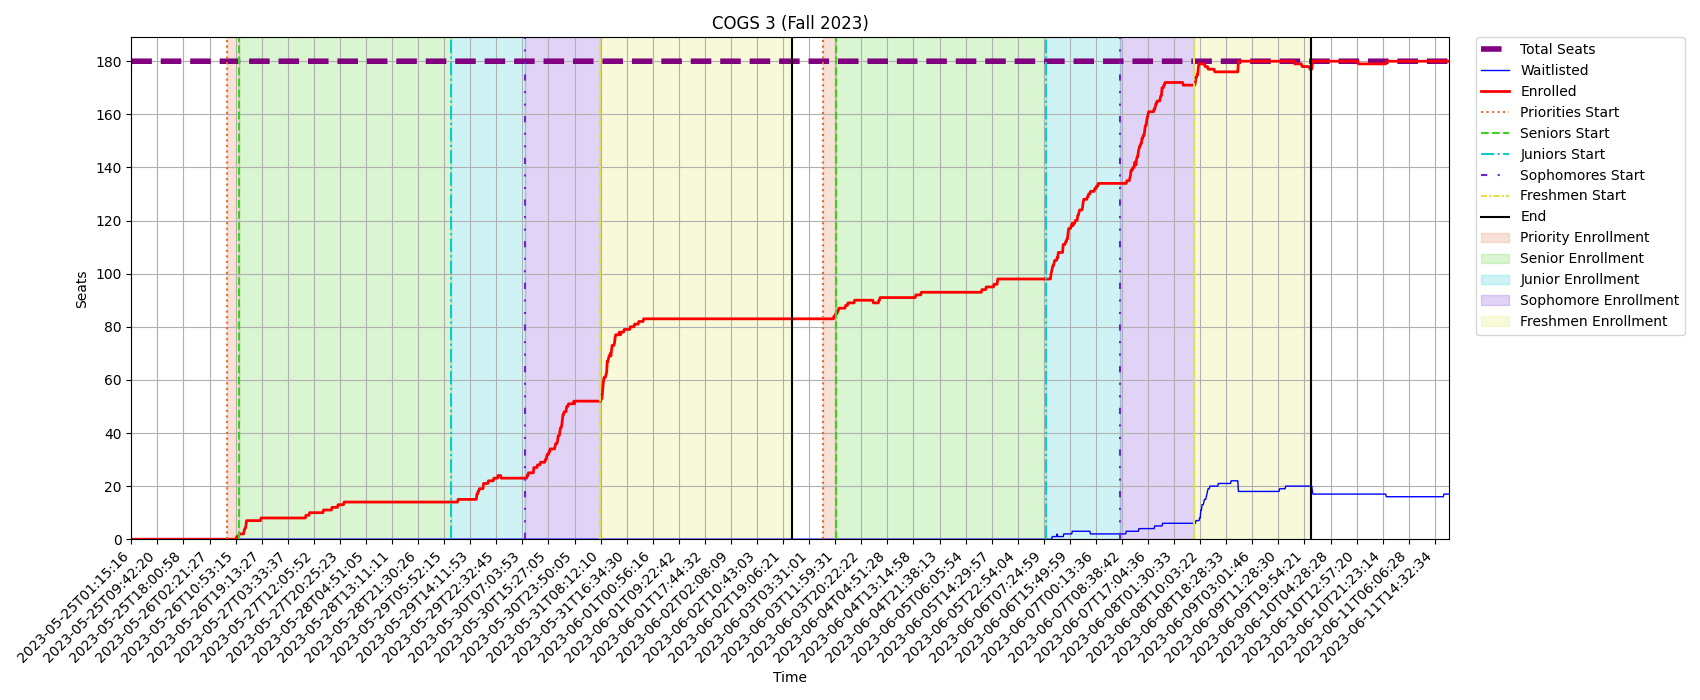 COGS 3 (Fall 2023)
Seats
180
160
140
120
100
80
60
40
20
0
2023-05-25T01:15:16
2023-05-25T09:42:20
2023-05-25T18:00:58
2023-05-26T02:21:27
2023-05-26T10:53:15
2023-05-26T19:13:27
2023-05-27T03:33:37
2023-05-27T12:05:52
2023-05-27T20:25:23
2023-05-28T04:51:05
2023-05-28T13:11:11
2023-05-28T21:30:26
2023-05-29T05:52:15
2023-05-29T14:11:53
2023-05-29T22:32:45
2023-05-30T07:03:53
2023-05-30T15:27:05
2023-05-30T23:50:05
2023-05-31T08:12:10
2023-05-31T16:34:30
2023-06-01T00:56:16
2023-06-01T09:22:42
2023-06-01T17:44:32
2023-06-02T02:08:09
2023-06-02T10:43:03
2023-06-02T19:06:21
2023-06-03T03:31:01
2023-06-03T11:59:31
2023-06-03T20:22:22
2023-06-04T04:51:28
2023-06-04T13:14:58
2023-06-04T21:38:13
2023-06-05T06:05:54
2023-06-05T14:29:57
2023-06-05T22:54:04
2023-06-06T07:24:59
2023-06-06T15:49:59
2023-06-07T00:13:36
2023-06-07T08:38:42
2023-06-07T17:04:36
2023-06-08T01:30:33
2023-06-08T10:03:22
2023-06-08T18:28:33
2023-06-09T03:01:46
2023-06-09T11:28:30
2023-06-09T19:54:21
2023-06-10T04:28:28
2023-06-10T12:57:20
2023-06-10T21:23:14
2023-06-11T06:06:28
2023-06-11T14:32:34
Time
Total Seats
Waitlisted
Enrolled
Priorities Start
Seniors Start
Juniors Start
Sophomores Start
Freshmen Start
End
Priority Enrollment
Senior Enrollment
Junior Enrollment
Sophomore Enrollment
Freshmen Enrollment